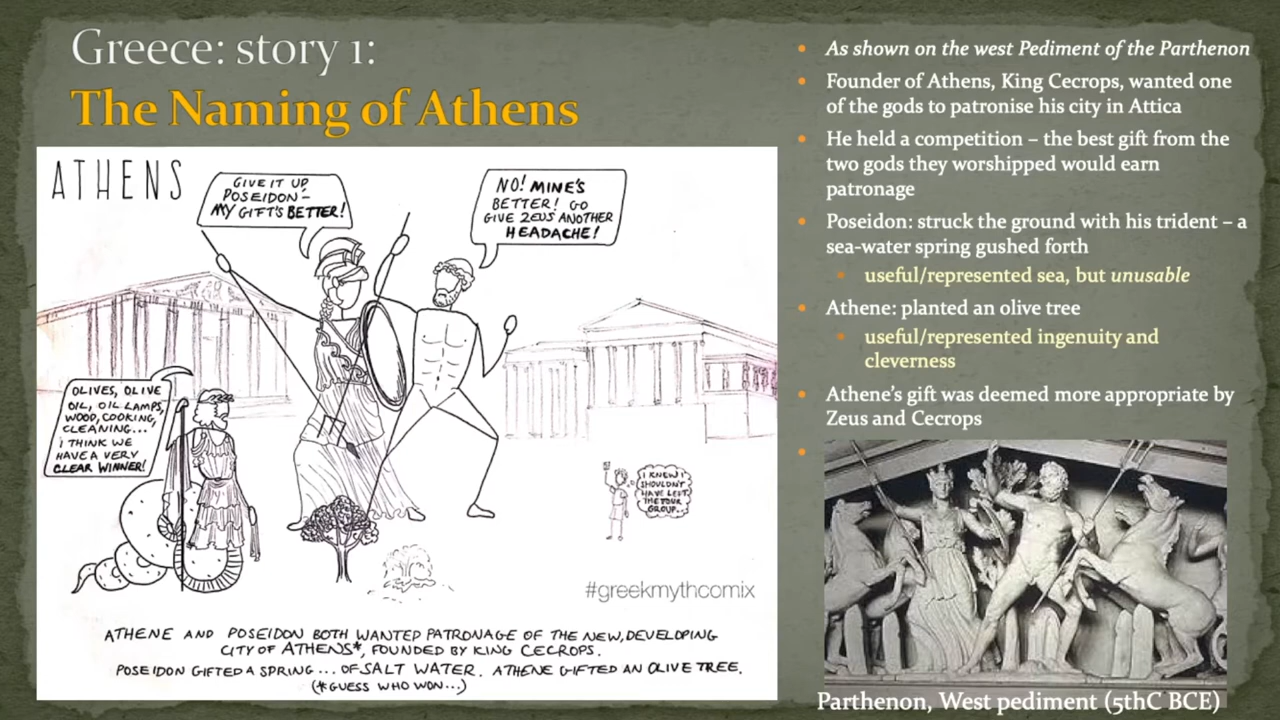 Greece: story 1:
The Naming of Athens
ATHENS
GIVE IT UP,
POSEIDON –
MY GIFT'S BETTER!
NO! MINE'S
BETTER! GO
GIVE ZEUS ANOTHER
HEADACHE!
OLIVES, OLIVE
OIL, OIL LAMPS,
WOOD, COOKING,
CLEANING...
I THINK WE
HAVE A VERY
CLEAR WINNER!
I KNEW I
SHOULDN'T
HAVE LEFT
THE TOUR
GROUP...
#greekmythcomix
ATHENE AND POSEIDON BOTH WANTED PATRONAGE OF THE NEW, DEVELOPING
CITY OF ATHENS*, FOUNDED BY KING CECROPS.
POSEIDON GIFTED A SPRING... OF SALT WATER. ATHENE GIFTED AN OLIVE TREE.
(*GUESS WHO WON...)
• As shown on the west Pediment of the Parthenon
• Founder of Athens, King Cecrops, wanted one
of the gods to patronise his city in Attica
• He held a competition – the best gift from the
two gods they worshipped would earn
patronage
• Poseidon: struck the ground with his trident – a
sea-water spring gushed forth
• useful/represented sea, but unusable
• Athene: planted an olive tree
• useful/represented ingenuity and
cleverness
• Athene's gift was deemed more appropriate by
Zeus and Cecrops
Parthenon, West pediment (5thC BCE)